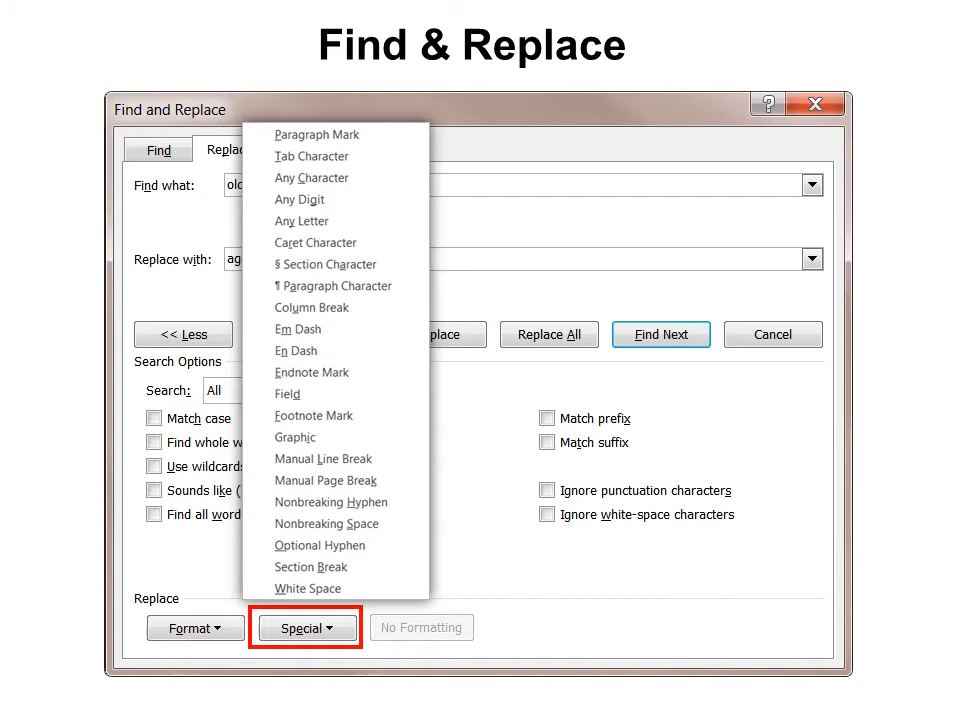 Find & Replace
Find and Replace
Find
Replac
Find what:
old
Replace with:
ag
<< Less
place
Replace All
Find Next
Cancel
Search Options
Search:
All
Match case
Find whole w
Use wildcards
Sounds like (
Find all word
Match prefix
Match suffix
Ignore punctuation characters
Ignore white-space characters
Paragraph Mark
Tab Character
Any Character
Any Digit
Any Letter
Caret Character
§ Section Character
¶ Paragraph Character
Column Break
Em Dash
En Dash
Endnote Mark
Field
Footnote Mark
Graphic
Manual Line Break
Manual Page Break
Nonbreaking Hyphen
Nonbreaking Space
Optional Hyphen
Section Break
White Space
Replace
Format
Special
No Formatting